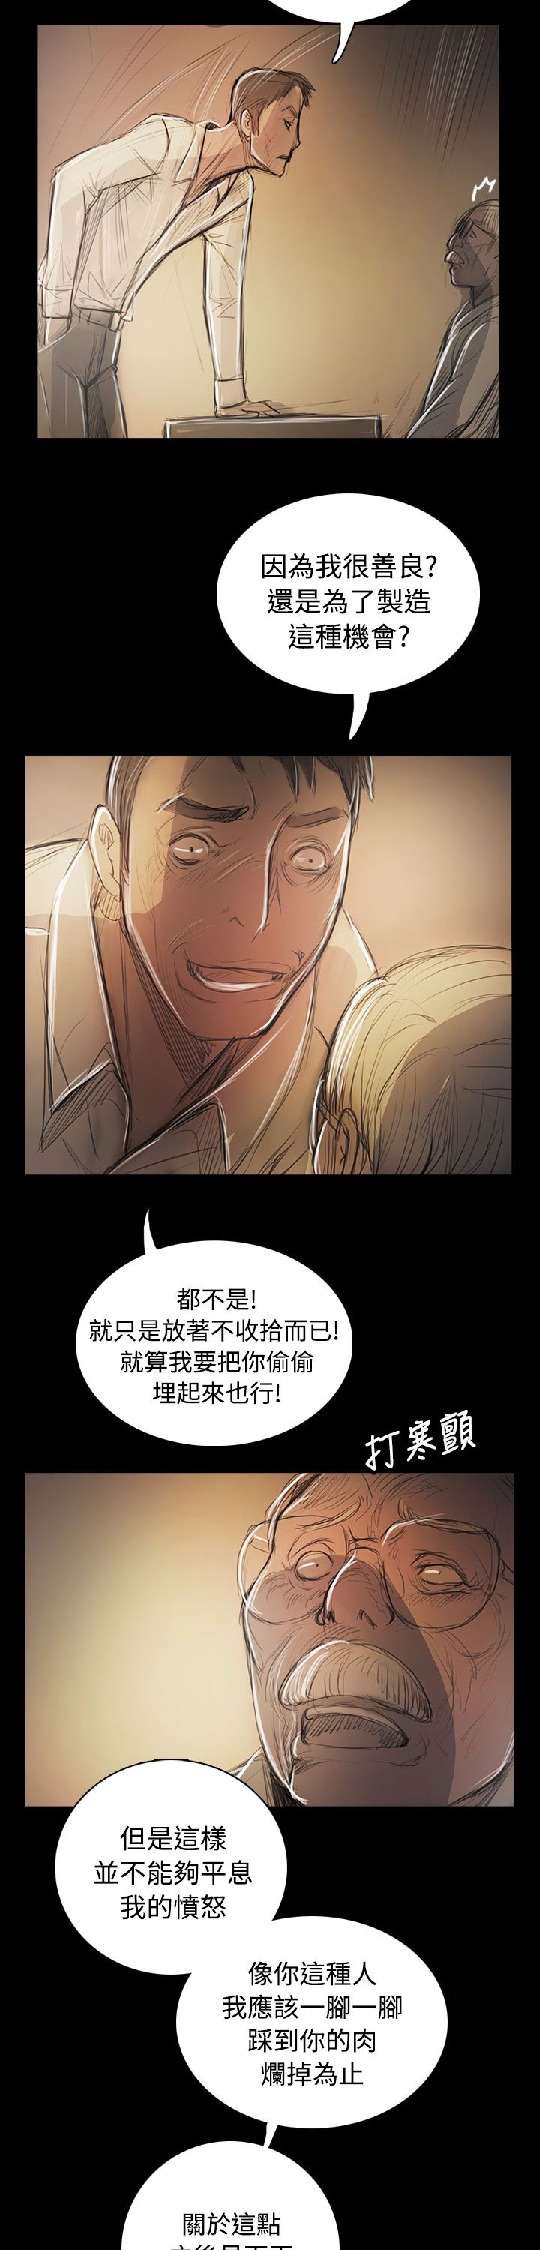 因為我很善良?
還是為了製造
這種機會?
都不是!
就只是放著不收拾而已!
就算我要把你偷偷
埋起來也行!
打寒顫
但是這樣
並不能夠平息
我的憤怒
像你這種人
我應該一腳一腳
踩到你的肉
爛掉為止
關於這點